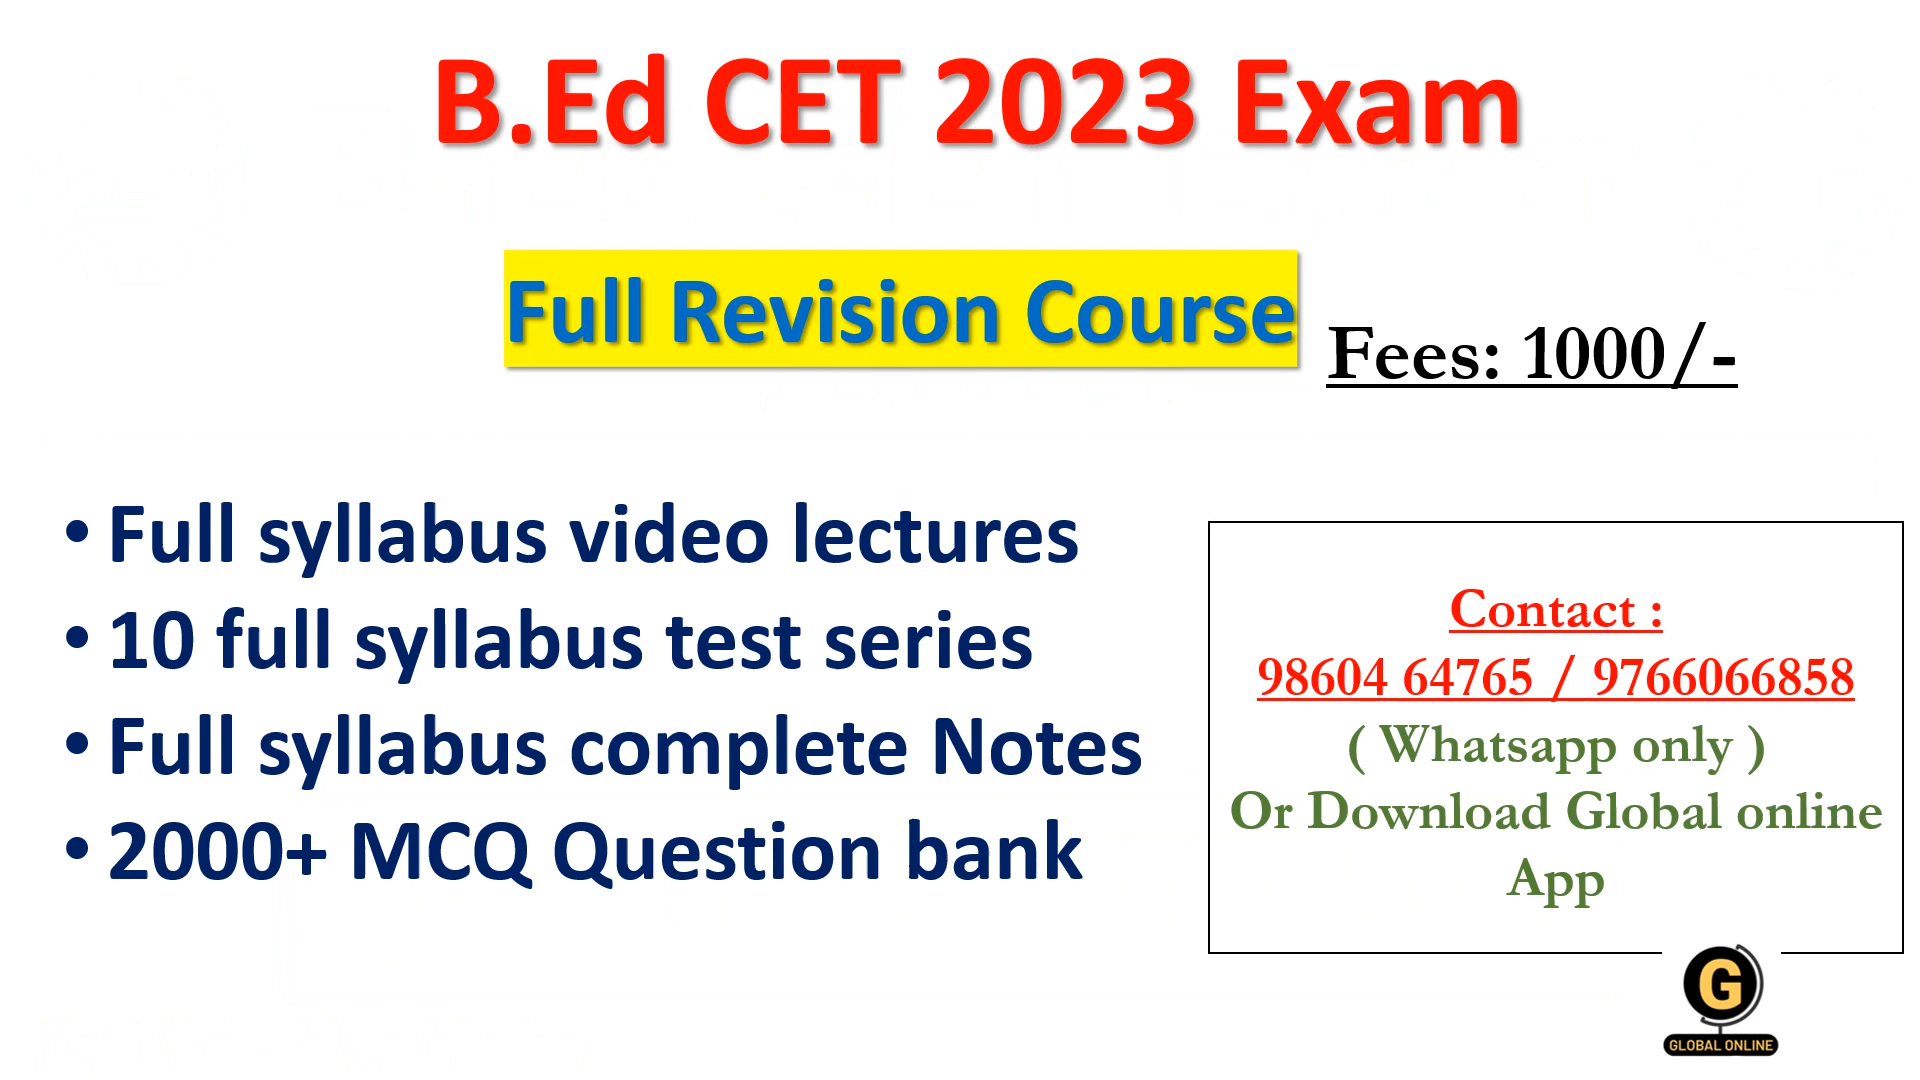 B.Ed CET 2023 Exam
Full Revision Course
Fees: 1000/-
• Full syllabus video lectures
• 10 full syllabus test series
• Full syllabus complete Notes
• 2000+ MCQ Question bank
Contact :
98604 64765 / 9766066858
( Whatsapp only )
Or Download Global online
App
G
GLOBAL ONLINE